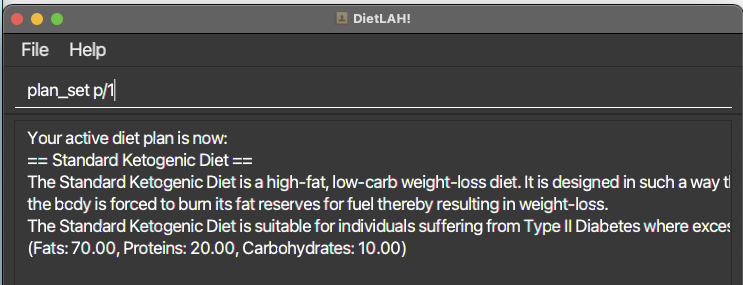 DietLAH!
File Help
plan_set p/1
Your active diet plan is now:
== Standard Ketogenic Diet ==
The Standard Ketogenic Diet is a high-fat, low-carb weight-loss diet. It is designed in such a way
the body is forced to burn its fat reserves for fuel thereby resulting in weight-loss.
The Standard Ketogenic Diet is suitable for individuals suffering from Type II Diabetes where
(Fats: 70.00, Proteins: 20.00, Carbohydrates: 10.00)